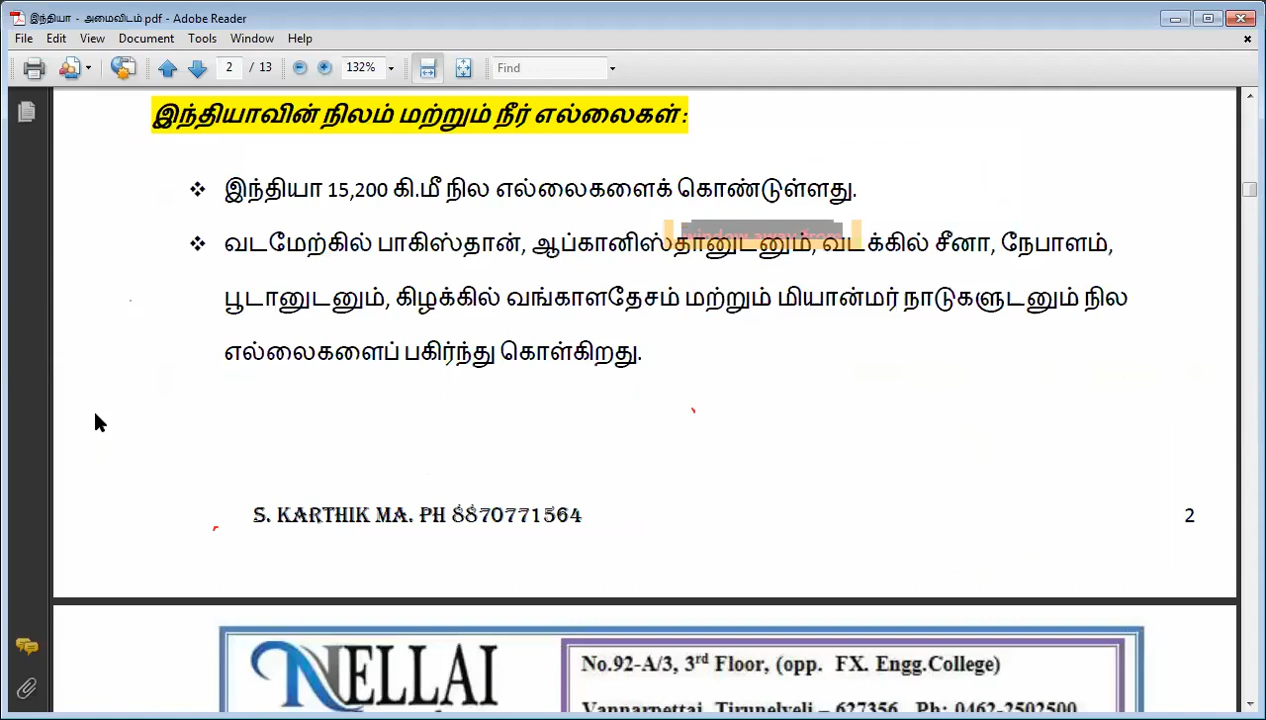 இந்தியா - அமைவிடம்.pdf - Adobe Reader
File Edit View Document Tools Window Help
2 / 13 132% Find
இந்தியாவின் நிலம் மற்றும் நீர் எல்லைகள் :
❖ இந்தியா 15,200 கி.மீ நில எல்லைகளைக் கொண்டுள்ளது.
❖ வடமேற்கில் பாகிஸ்தான், ஆப்கானிஸ்தானுடனும், வடக்கில் சீனா, நேபாளம்,
பூடானுடனும், கிழக்கில் வங்காளதேசம் மற்றும் மியான்மர் நாடுகளுடனும் நில
எல்லைகளைப் பகிர்ந்து கொள்கிறது.
S. KARTHIK MA. PH 8870771564 2
NELLAI
No.92-A/3, 3rd Floor, (opp. FX. Engg.College)
Vannarpettai, Tirunelveli – 627356. Ph: 0462-2502500